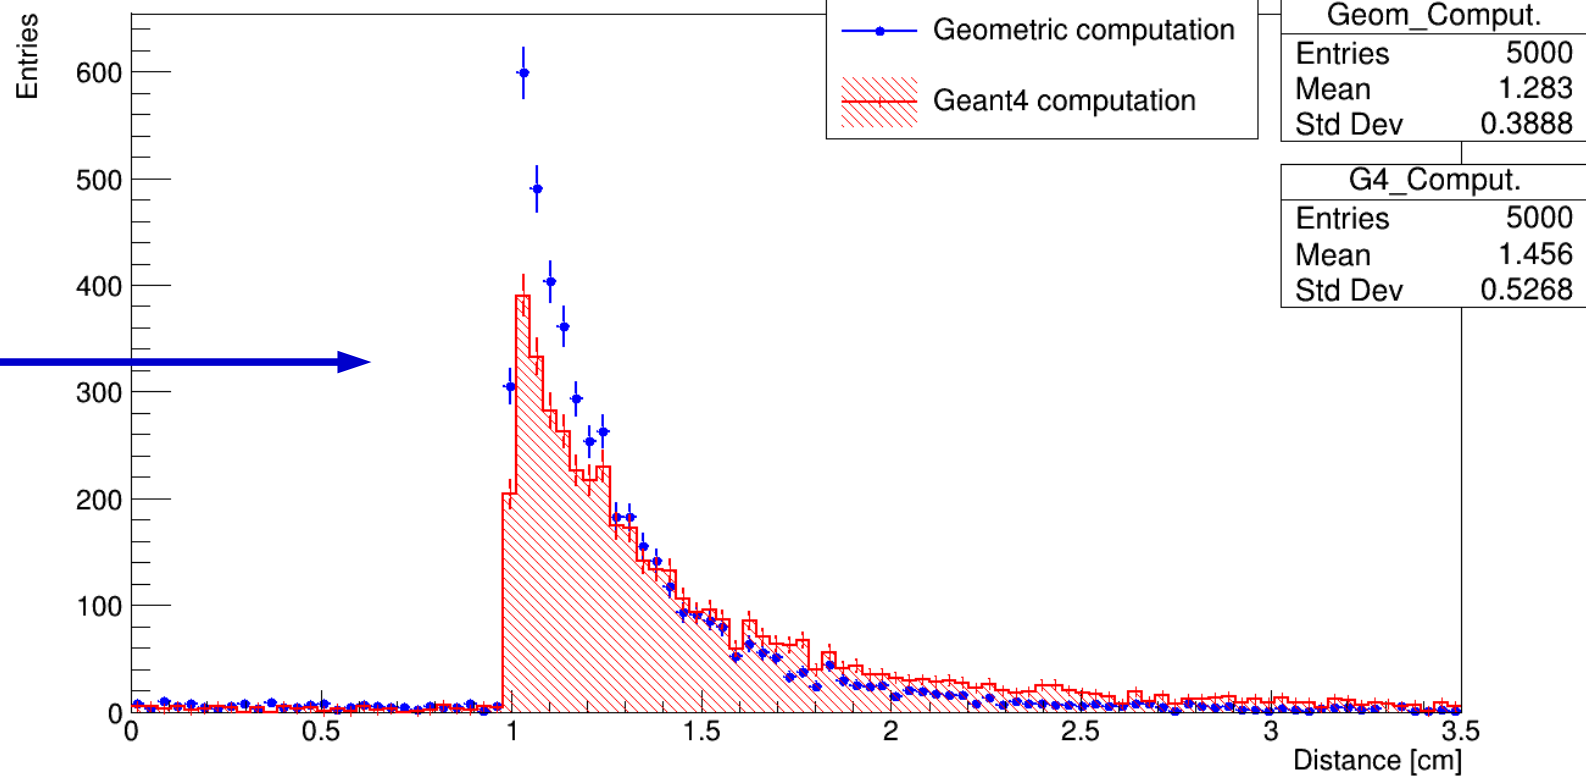 Entries
600
500
400
300
200
100
0
0 0.5 1 1.5 2 2.5 3 3.5
Distance [cm]
Geometric computation
Geant4 computation
Geom_Comput.
Entries 5000
Mean 1.283
Std Dev 0.3888
G4_Comput.
Entries 5000
Mean 1.456
Std Dev 0.5268